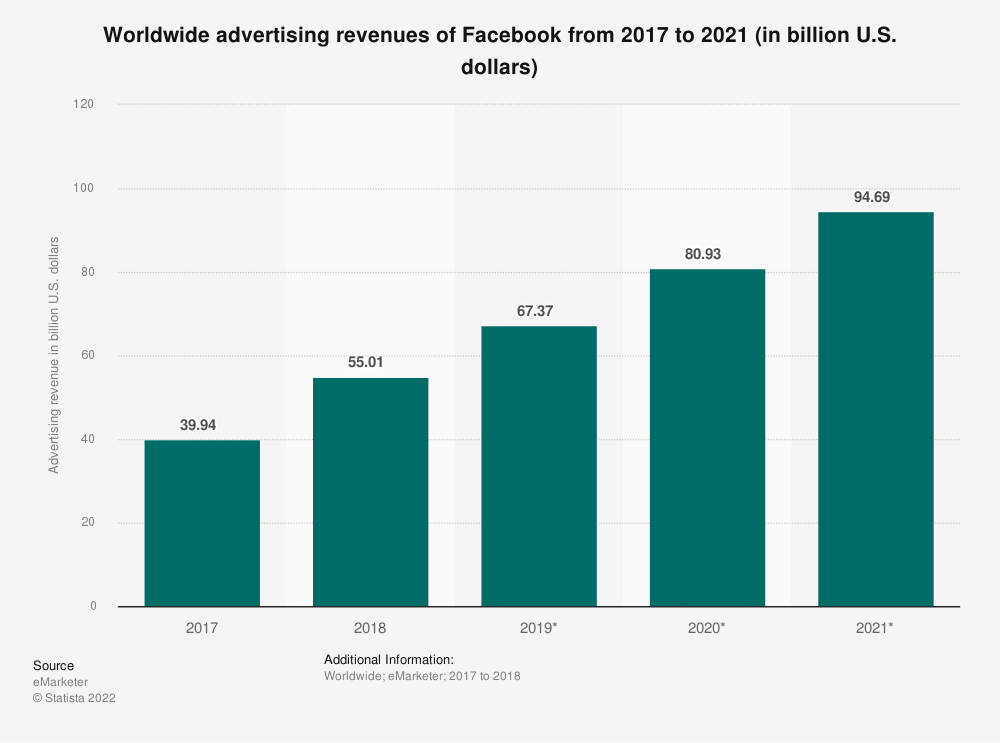 Worldwide advertising revenues of Facebook from 2017 to 2021 (in billion U.S.
dollars)
Advertising revenue in billion U.S. dollars
120
100
80
60
40
20
0
39.94
55.01
67.37
80.93
94.69
2017
2018
2019*
2020*
2021*
Source
eMarketer
© Statista 2022
Additional Information:
Worldwide; eMarketer; 2017 to 2018